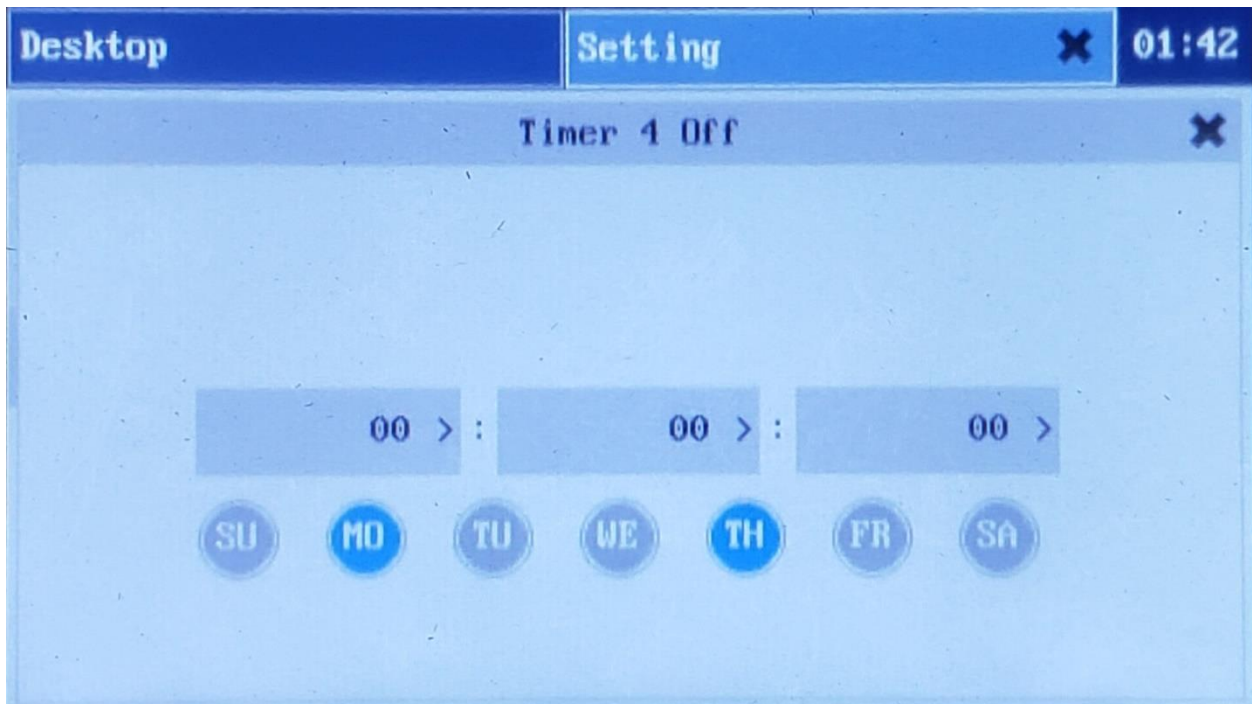 Desktop Setting 01:42
Timer 4 Off
00 > : 00 > : 00 >
SU MO TU WE TH FR SA